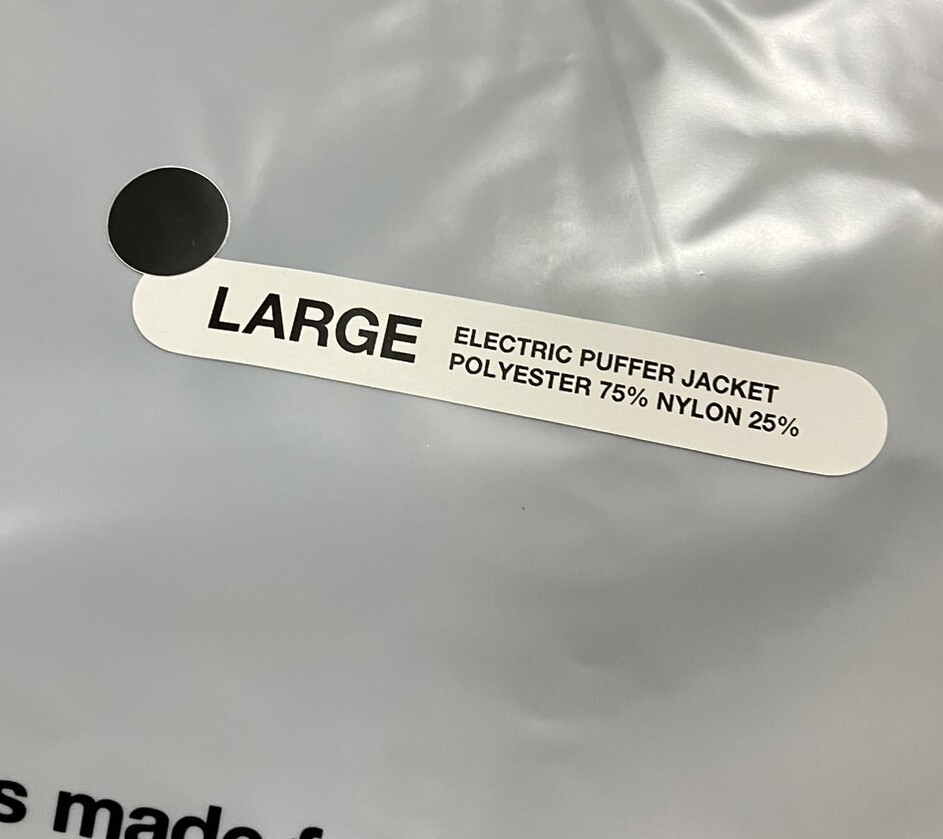 LARGE
ELECTRIC PUFFER JACKET
POLYESTER 75% NYLON 25%
s made